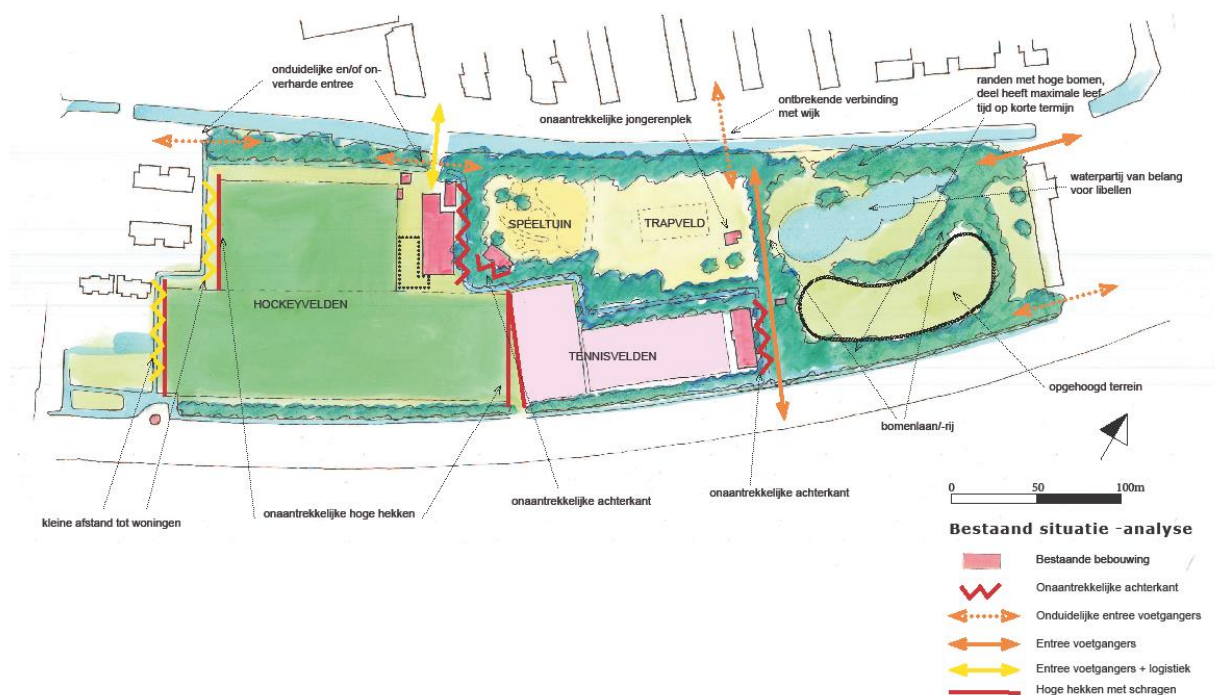 onduidelijke en/of on-
verharde entree
onaantrekkelijke jongerenplek
ontbrekende verbinding
met wijk
randen met hoge bomen,
deel heeft maximale leef-
tijd op korte termijn
waterpartij van belang
voor libellen
SPEELTUIN
TRAPVELD
HOCKEYVELDEN
TENNISVELDEN
opgehoogd terrein
bomenlaan/-rij
onaantrekkelijke achterkant
onaantrekkelijke achterkant
onaantrekkelijke hoge hekken
kleine afstand tot woningen
0 50 100m
Bestaand situatie -analyse
Bestaande bebouwing
Onaantrekkelijke achterkant
Onduidelijke entree voetgangers
Entree voetgangers
Entree voetgangers + logistiek
Hoge hekken met schragen